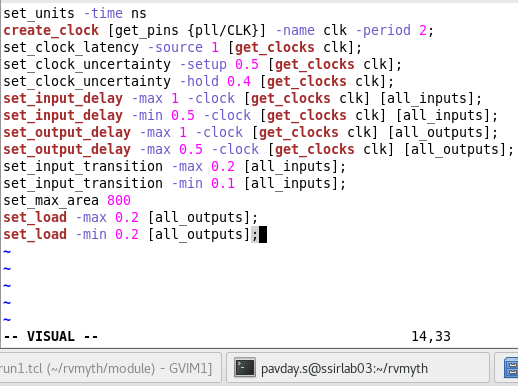 set_units -time ns
create_clock [get_pins {pll/CLK}] -name clk -period 2;
set_clock_latency -source 1 [get_clocks clk];
set_clock_uncertainty -setup 0.5 [get_clocks clk];
set_clock_uncertainty -hold 0.4 [get_clocks clk];
set_input_delay -max 1 -clock [get_clocks clk] [all_inputs];
set_input_delay -min 0.5 -clock [get_clocks clk] [all_inputs];
set_output_delay -max 1 -clock [get_clocks clk] [all_outputs];
set_output_delay -max 0.5 -clock [get_clocks clk] [all_outputs];
set_input_transition -max 0.2 [all_inputs];
set_input_transition -min 0.1 [all_inputs];
set_max_area 800
set_load -max 0.2 [all_outputs];
set_load -min 0.2 [all_outputs];
~
~
~
~
~
-- VISUAL -- 14,33
run1.tcl (~/rvmyth/module) - GVIM1] pavday.s@ssirlab03:~/rvmyth